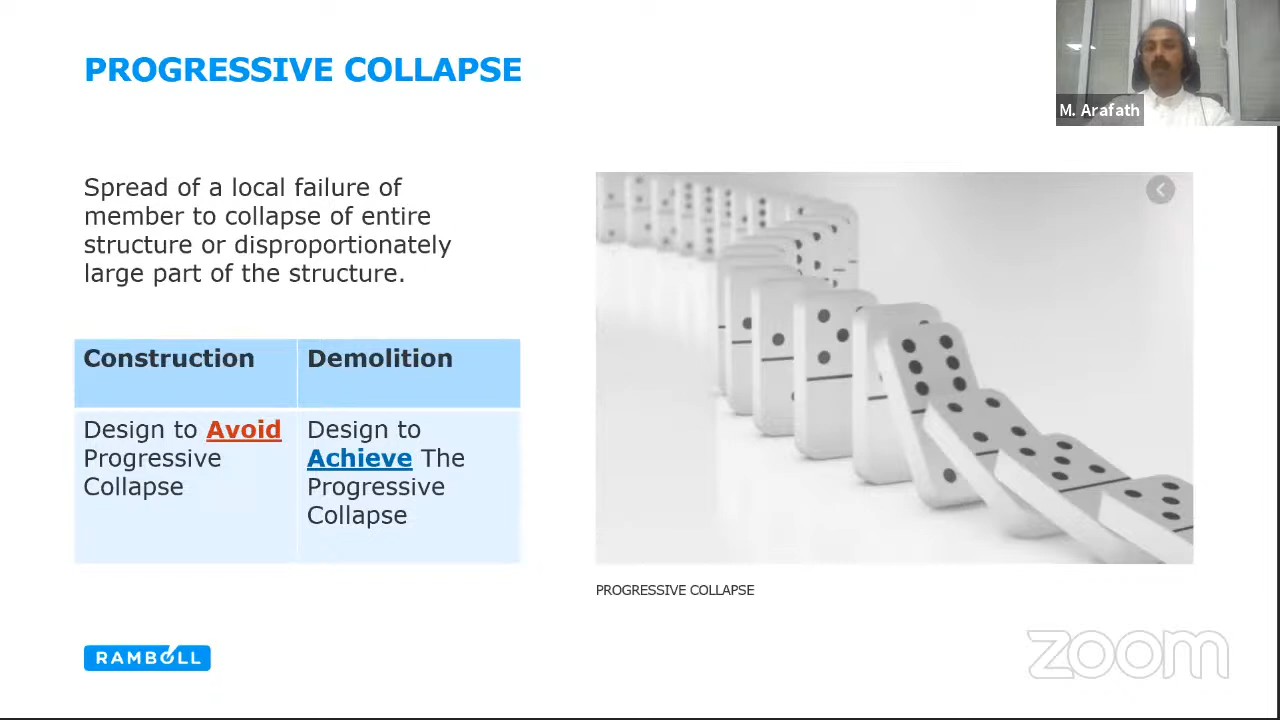 PROGRESSIVE COLLAPSE
M. Arafath
Spread of a local failure of
member to collapse of entire
structure or disproportionately
large part of the structure.
Construction
Demolition
Design to Avoid
Progressive
Collapse
Design to
Achieve The
Progressive
Collapse
PROGRESSIVE COLLAPSE
RAMBOLL
zoom